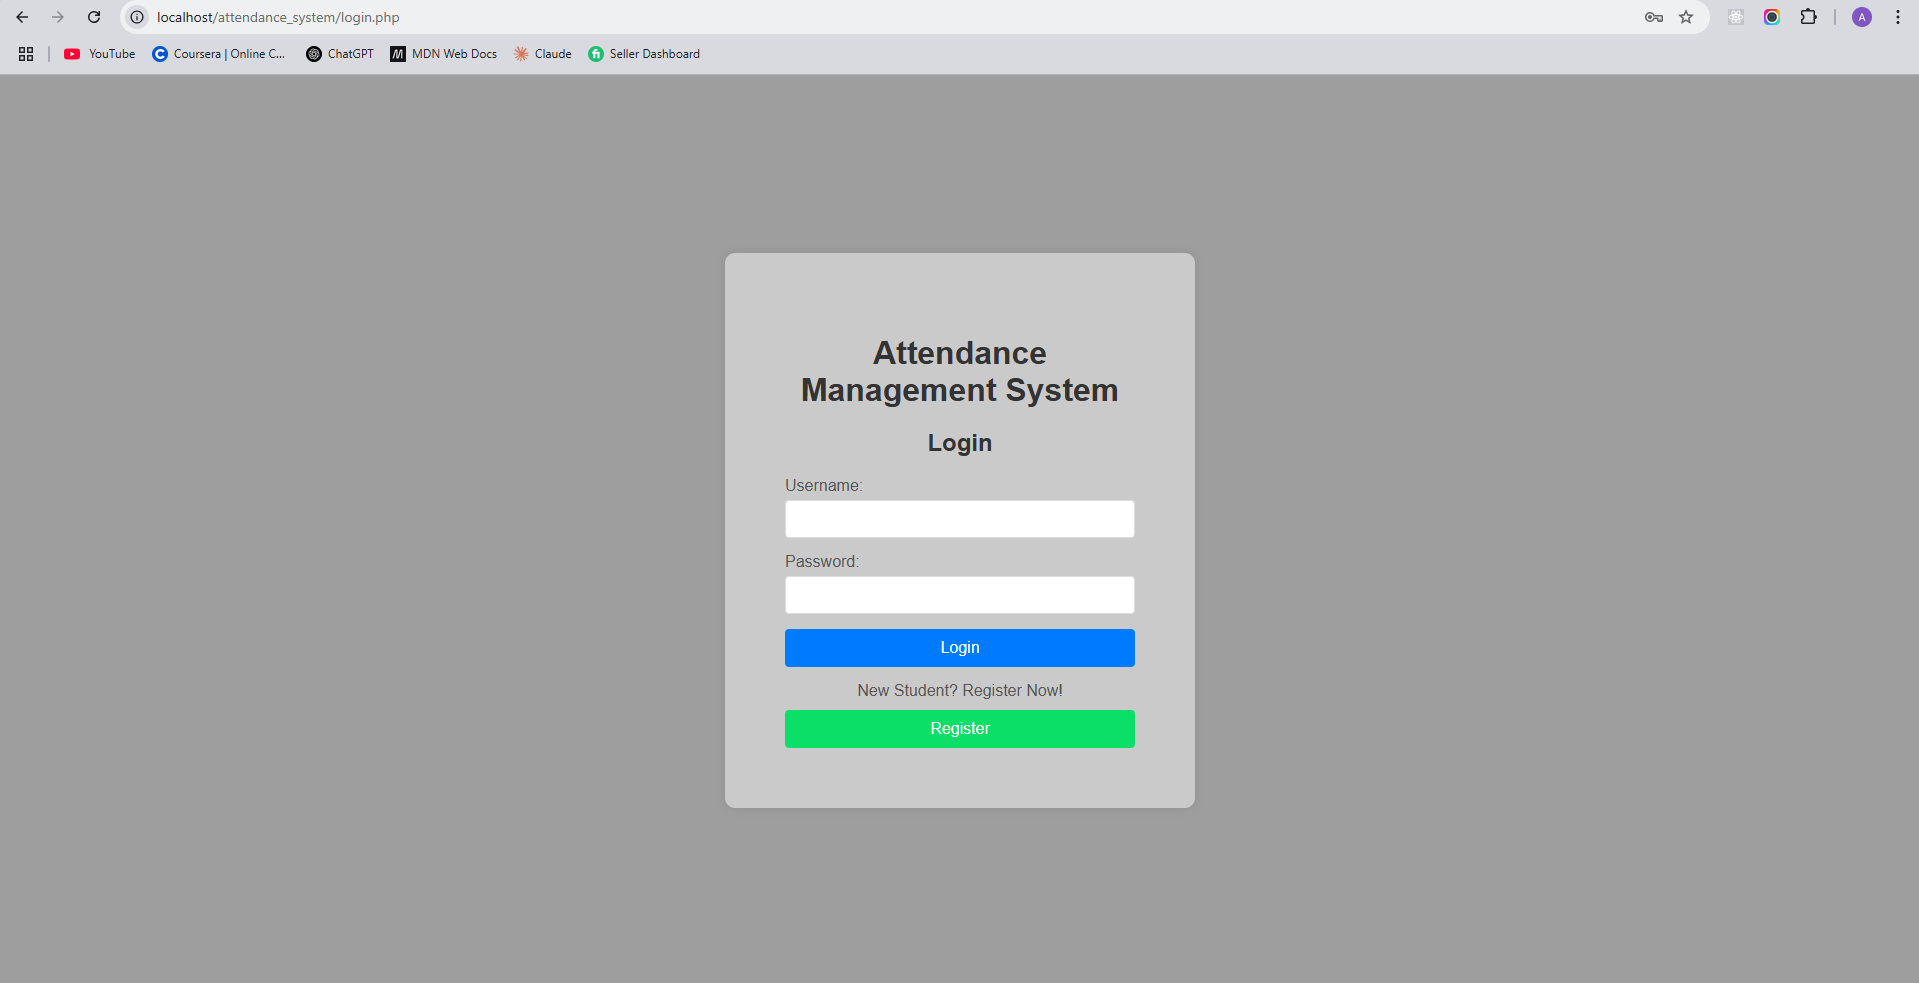 localhost/attendance_system/login.php
A
YouTube
Coursera | Online C...
ChatGPT
MDN Web Docs
Claude
Seller Dashboard
Attendance
Management System
Login
Username:
Password:
Login
New Student? Register Now!
Register